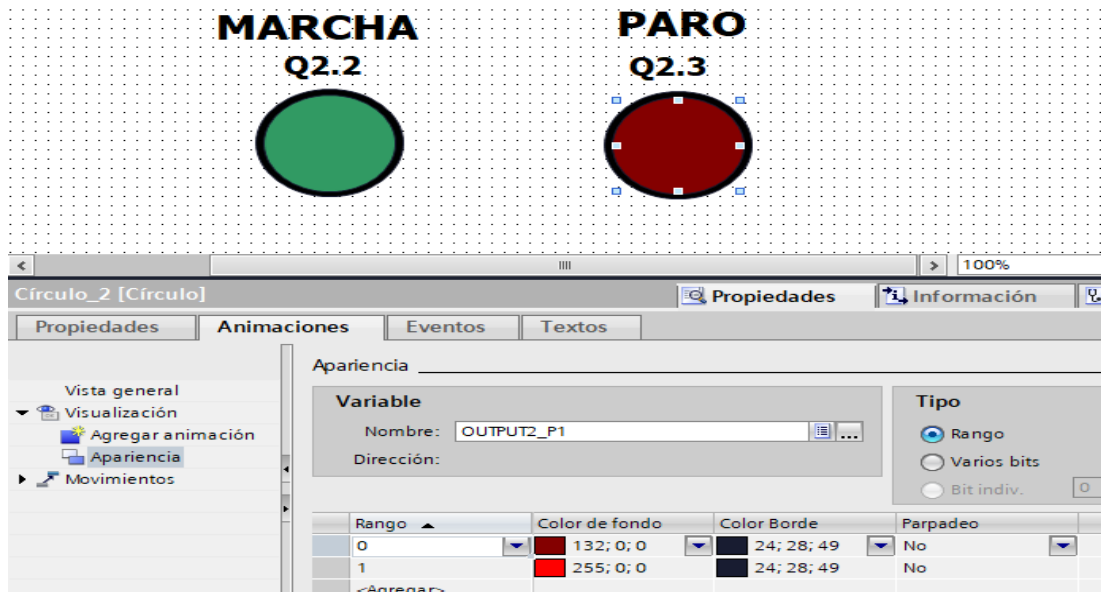 MARCHA PARO
Q2.2 Q2.3
100%
Círculo_2 [Círculo] Propiedades Información
Propiedades Animaciones Eventos Textos
Apariencia
Vista general
Visualización
Agregar animación
Apariencia
Movimientos
Variable
Nombre: OUTPUT2_P1
Dirección:
Tipo
Rango
Varios bits
Bit indiv. 0
Rango Color de fondo Color Borde Parpadeo
0 132; 0; 0 24; 28; 49 No
1 255; 0; 0 24; 28; 49 No
<Agregar>